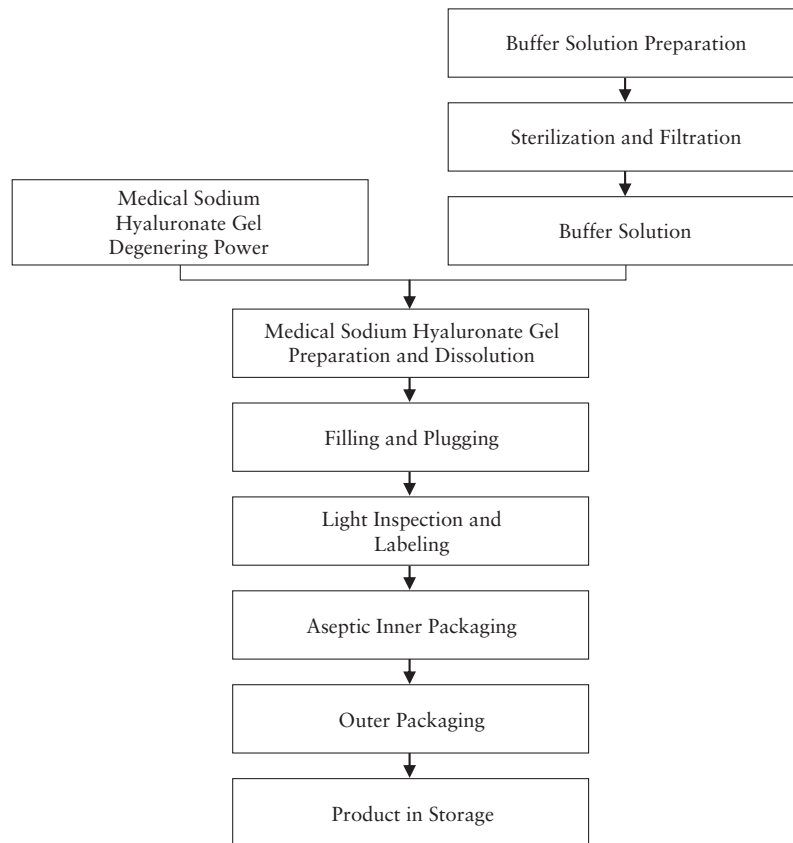 Buffer Solution Preparation
Sterilization and Filtration
Medical Sodium
Hyaluronate Gel
Degenering Power
Buffer Solution
Medical Sodium Hyaluronate Gel
Preparation and Dissolution
Filling and Plugging
Light Inspection and
Labeling
Aseptic Inner Packaging
Outer Packaging
Product in Storage